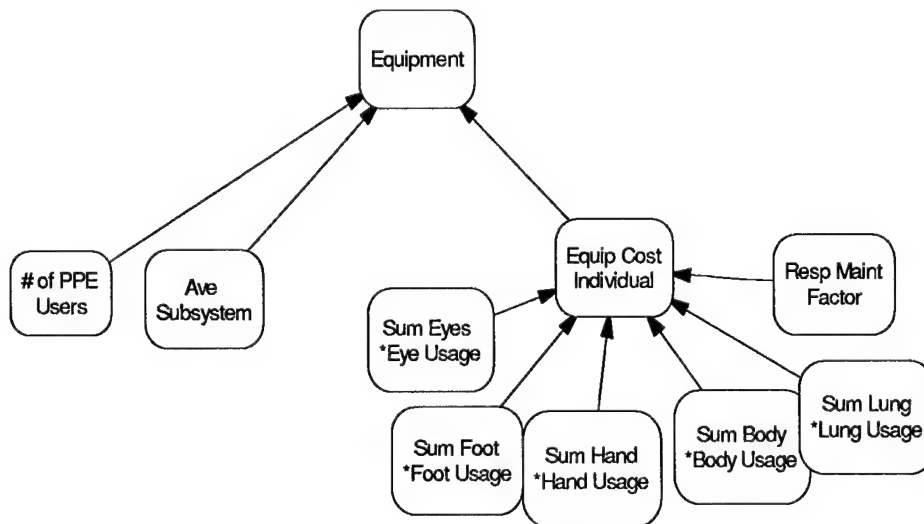 Equipment
# of PPE
Users
Ave
Subsystem
Equip Cost
Individual
Resp Maint
Factor
Sum Eyes
*Eye Usage
Sum Foot
*Foot Usage
Sum Hand
*Hand Usage
Sum Body
*Body Usage
Sum Lung
*Lung Usage